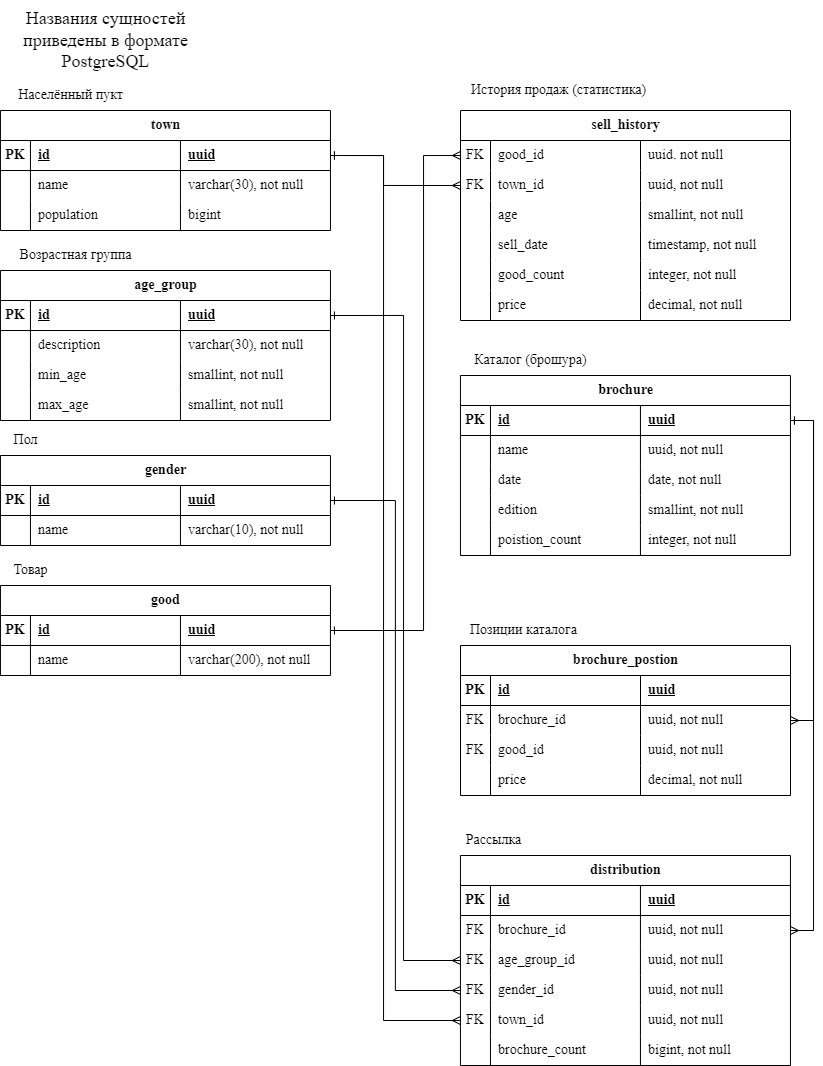 Названия сущностей
приведены в формате
PostgreSQL
Населённый пукт
town
PK id uuid
name varchar(30), not null
population bigint
Возрастная группа
age_group
PK id uuid
description varchar(30), not null
min_age smallint, not null
max_age smallint, not null
Пол
gender
PK id uuid
name varchar(10), not null
Товар
good
PK id uuid
name varchar(200), not null
История продаж (статистика)
sell_history
FK good_id uuid. not null
FK town_id uuid, not null
age smallint, not null
sell_date timestamp, not null
good_count integer, not null
price decimal, not null
Каталог (брошура)
brochure
PK id uuid
name uuid, not null
date date, not null
edition smallint, not null
poistion_count integer, not null
Позиции каталога
brochure_postion
PK id uuid
FK brochure_id uuid, not null
FK good_id uuid, not null
price decimal, not null
Рассылка
distribution
PK id uuid
FK brochure_id uuid, not null
FK age_group_id uuid, not null
FK gender_id uuid, not null
FK town_id uuid, not null
brochure_count bigint, not null